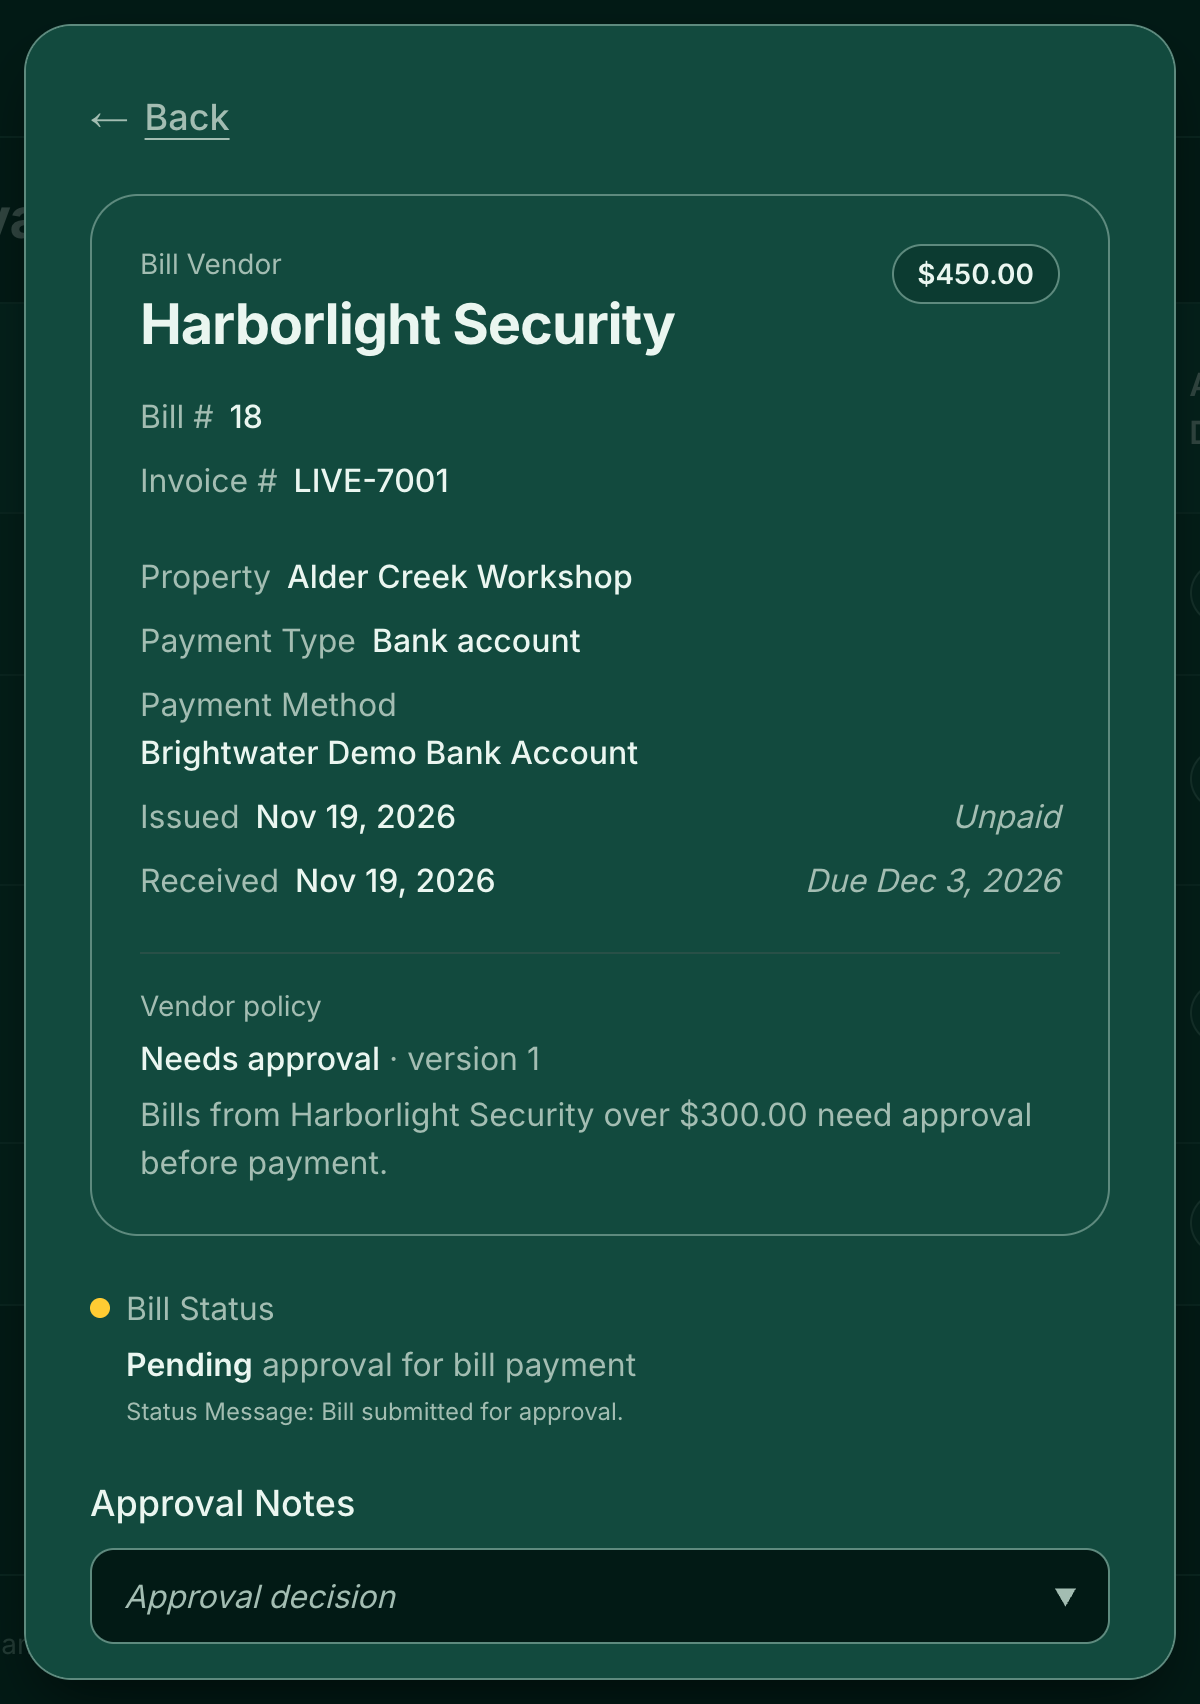 ← Back
Bill Vendor
$450.00
Harborlight Security
Bill # 18
Invoice # LIVE-7001
Property Alder Creek Workshop
Payment Type Bank account
Payment Method
Brightwater Demo Bank Account
Issued Nov 19, 2026
Unpaid
Received Nov 19, 2026
Due Dec 3, 2026
Vendor policy
Needs approval · version 1
Bills from Harborlight Security over $300.00 need approval
before payment.
Bill Status
Pending approval for bill payment
Status Message: Bill submitted for approval.
Approval Notes
Approval decision ▼